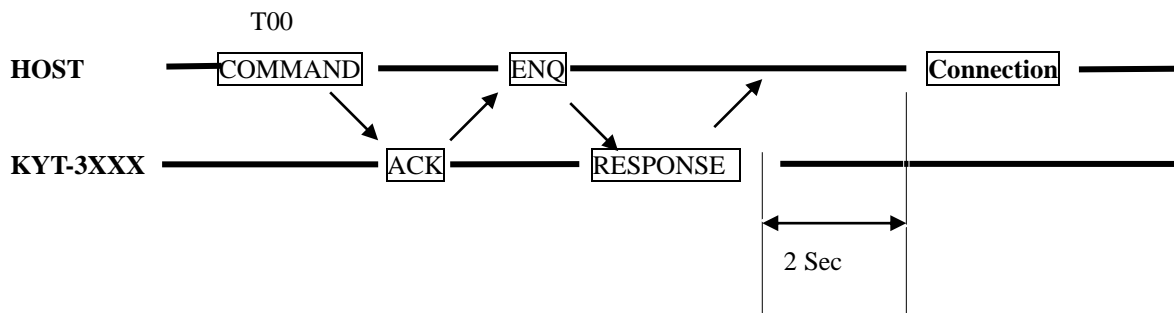 T00
HOST COMMAND ENQ Connection
KYT-3XXX ACK RESPONSE
2 Sec